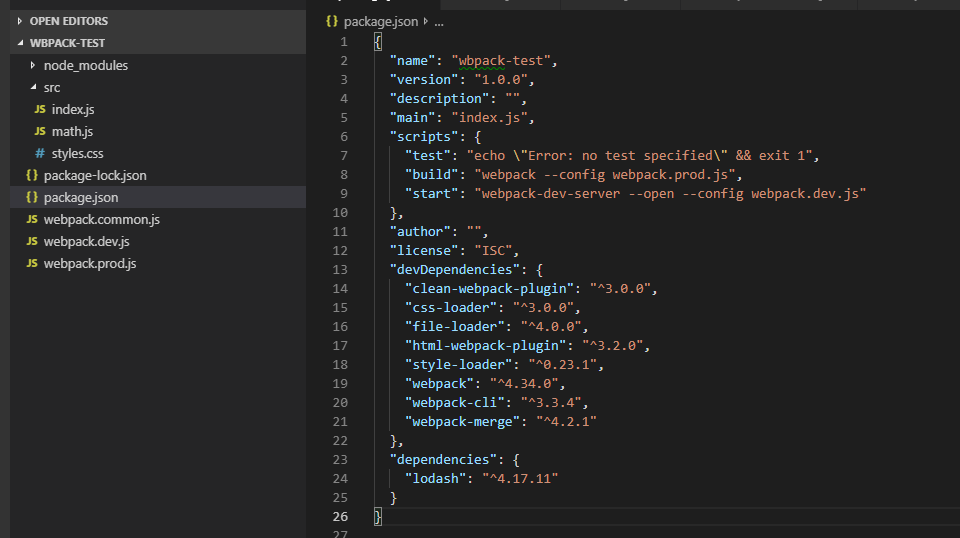 OPEN EDITORS
WBPACK-TEST
node_modules
src
JS index.js
JS math.js
# styles.css
{} package-lock.json
{} package.json
JS webpack.common.js
JS webpack.dev.js
JS webpack.prod.js
{} package.json › ...
1 {
2 "name": "wbpack-test",
3 "version": "1.0.0",
4 "description": "",
5 "main": "index.js",
6 "scripts": {
7 "test": "echo \"Error: no test specified\" && exit 1",
8 "build": "webpack --config webpack.prod.js",
9 "start": "webpack-dev-server --open --config webpack.dev.js"
10 },
11 "author": "",
12 "license": "ISC",
13 "devDependencies": {
14 "clean-webpack-plugin": "^3.0.0",
15 "css-loader": "^3.0.0",
16 "file-loader": "^4.0.0",
17 "html-webpack-plugin": "^3.2.0",
18 "style-loader": "^0.23.1",
19 "webpack": "^4.34.0",
20 "webpack-cli": "^3.3.4",
21 "webpack-merge": "^4.2.1"
22 },
23 "dependencies": {
24 "lodash": "^4.17.11"
25 }
26 }
27